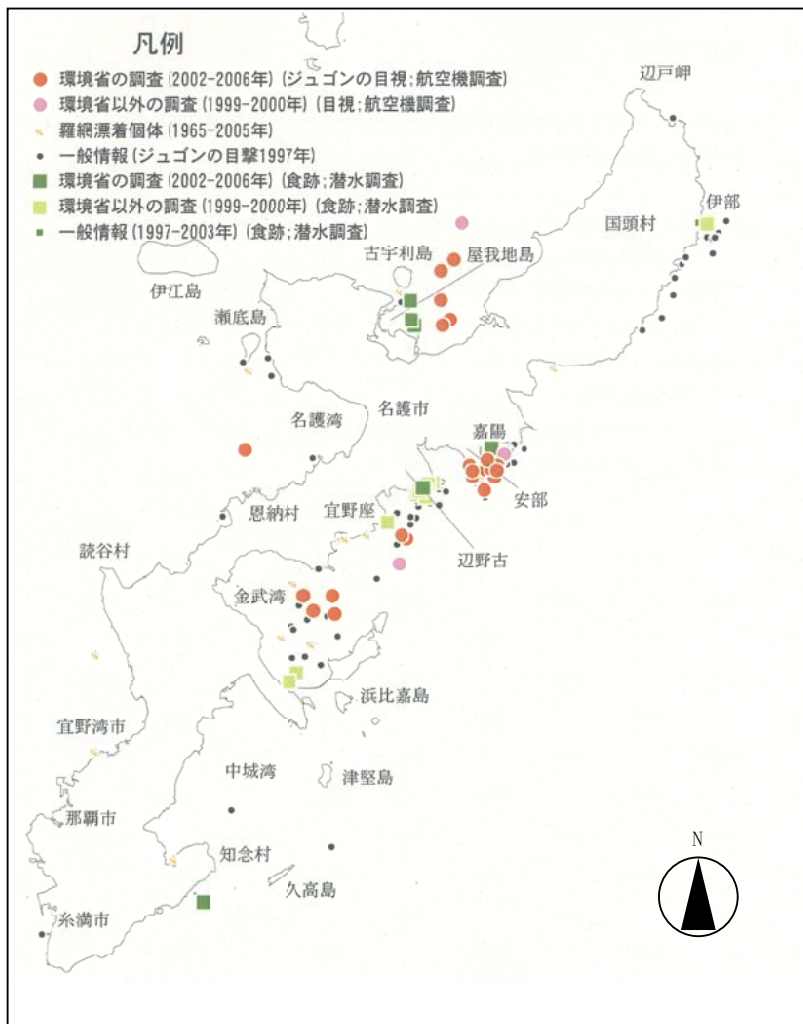 凡例
環境省の調査(2002-2006年)(ジュゴンの目視;航空機調査)
環境省以外の調査(1999-2000年)(目視;航空機調査)
羅網漂着個体(1965-2005年)
一般情報(ジュゴンの目撃1997年)
環境省の調査(2002-2006年)(食跡;潜水調査)
環境省以外の調査(1999-2000年)(食跡;潜水調査)
一般情報(1997-2003年)(食跡;潜水調査)
辺戸岬
伊部
国頭村
古宇利島
屋我地島
伊江島
瀬底島
名護湾
名護市
嘉陽
安部
恩納村
宜野座
辺野古
読谷村
金武湾
浜比嘉島
宜野湾市
中城湾
津堅島
那覇市
知念村
久高島
糸満市
N